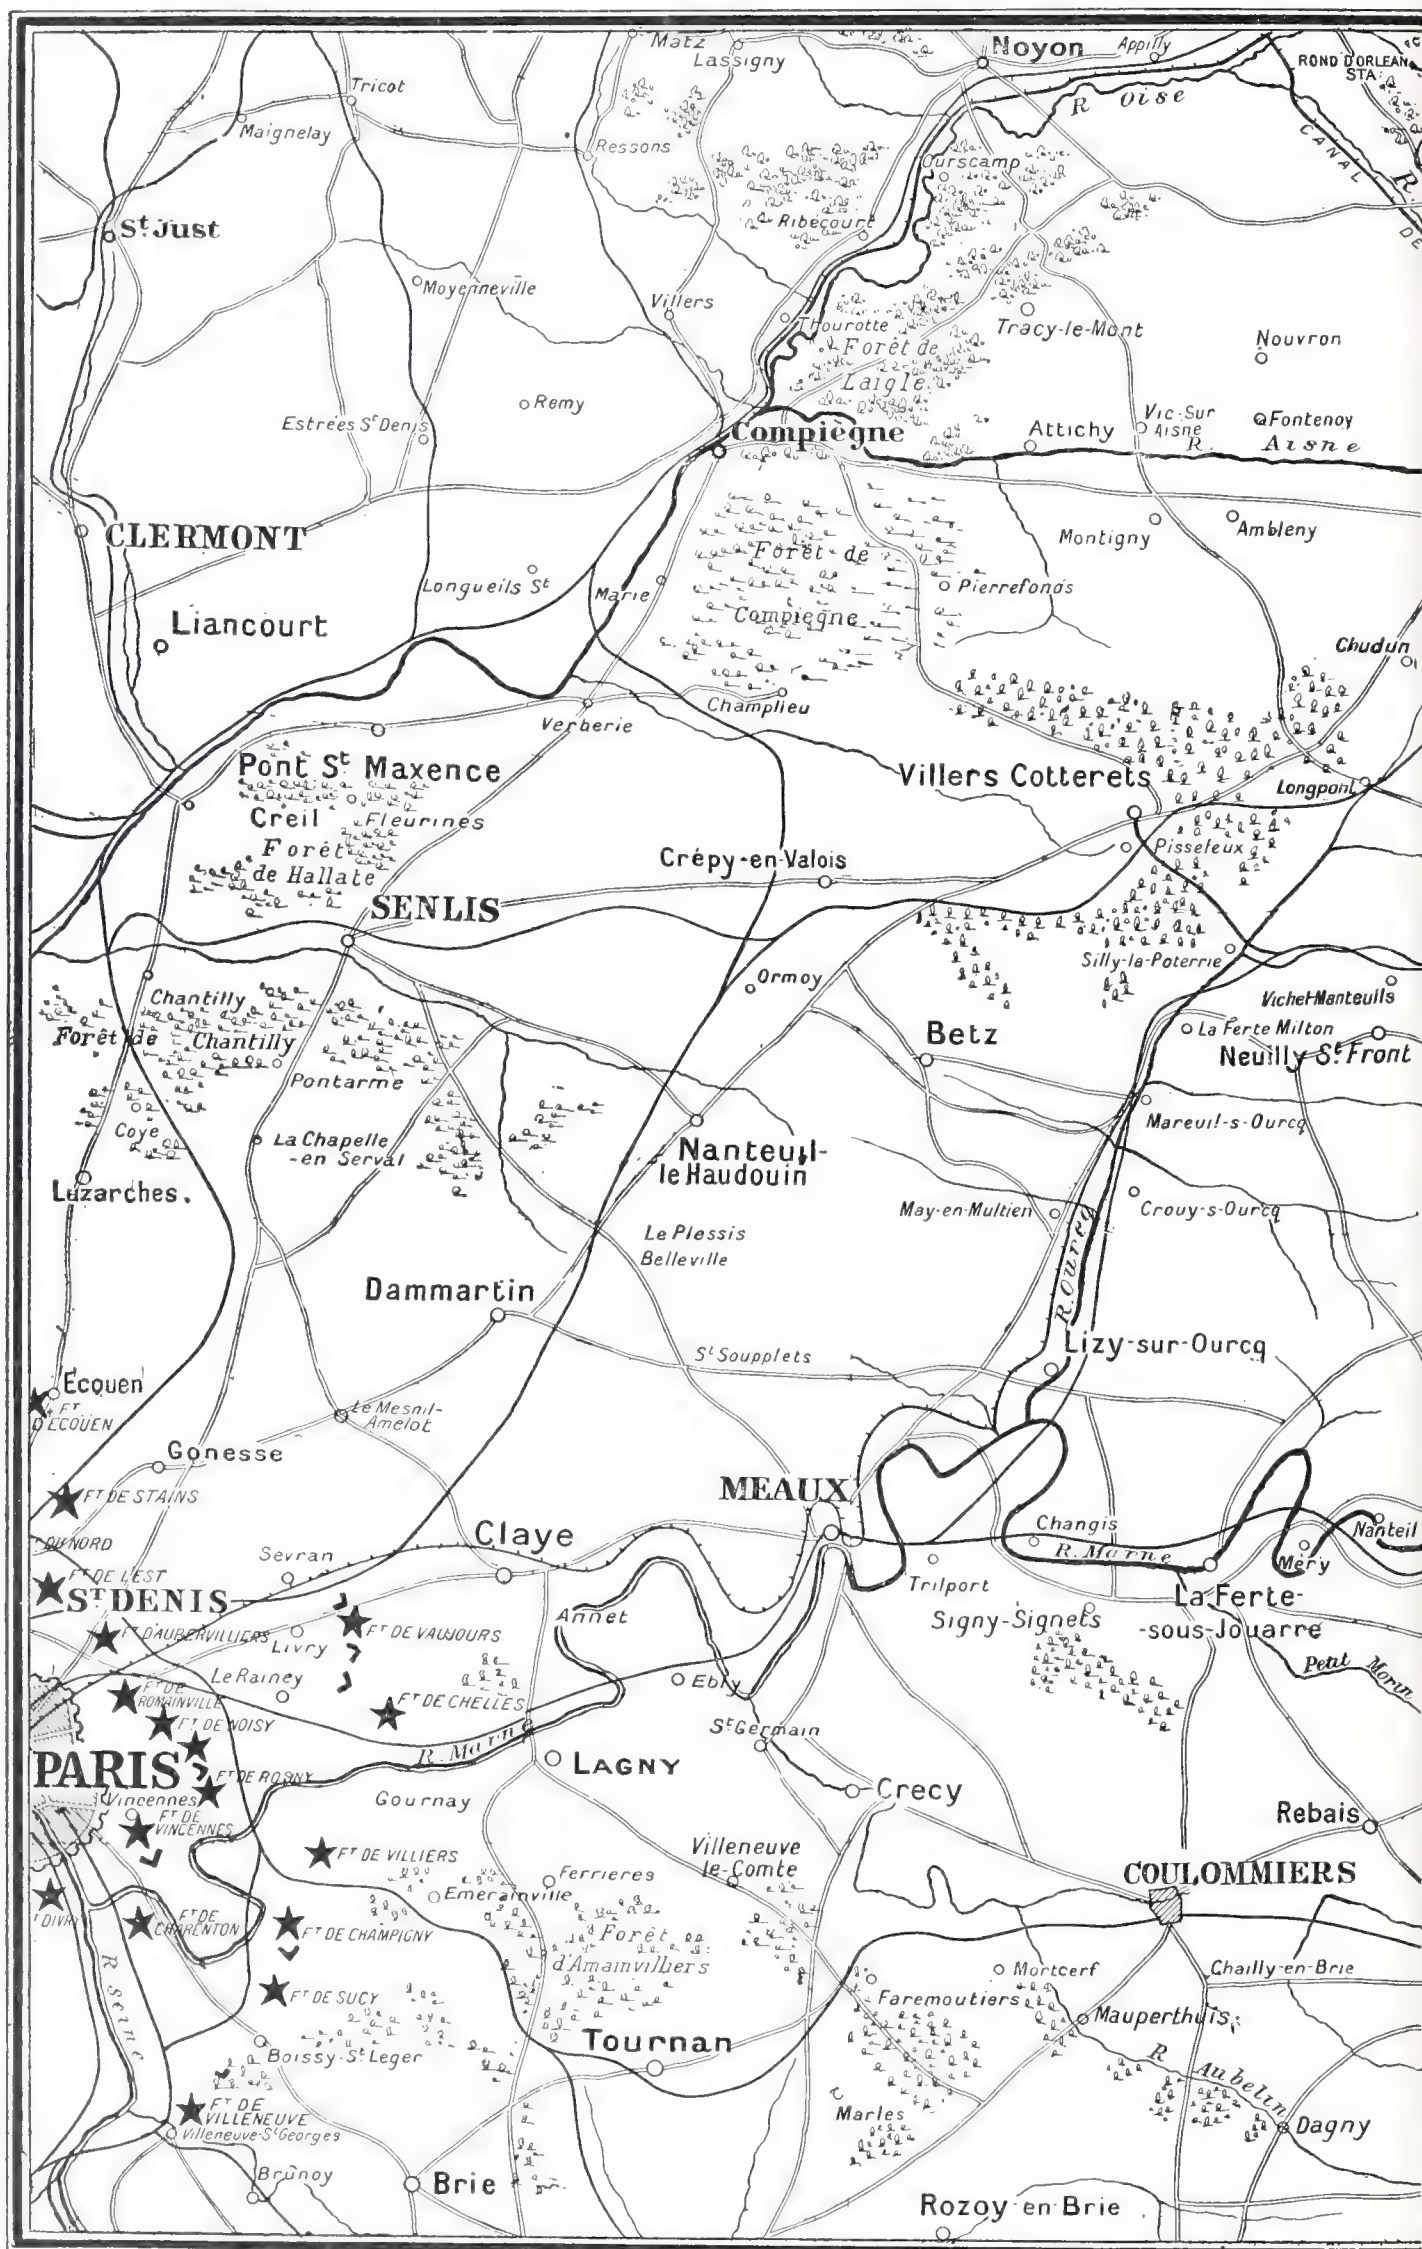 Matz
Lassigny
Noyon
Appilly
ROND D'ORLEAN
STA:
Tricot
R Oise
Maignelay
Ressons
Ourscamp
CANAL
R.
DE
St. Just
Ribecourt
Moyenneville
Villers
Thourotte
Tracy-le-Mont
Nouvron
Forêt de
Laigle
Remy
Estrées St Denis
Compiègne
Attichy
Vic-Sur
Aisne
Fontenoy
R. Aisne
CLERMONT
Montigny
Ambleny
Forêt de
Compiegne
Longueils St
Marie
Pierrefonds
Liancourt
Chudun
Champlieu
Verberie
Pont St Maxence
Villers Cotterets
Longpont
Creil
Fleurines
Forêt
de Hallate
Crépy-en-Valois
Pisseleux
SENLIS
Silly-la-Poterrie
Ormoy
Chantilly
Vichel-Nanteuils
Forêt de Chantilly
Betz
La Ferte Milton
Neuilly St. Front
Pontarme
Coye
La Chapelle
-en Serval
Mareuil-s-Ourcq
Nanteuil-
le Haudouin
Luzarches.
May-en-Multien
Crouy-s-Ourcq
Le Plessis
Belleville
R. Ourcq
Dammartin
Lizy-sur-Ourcq
St Soupplets
Ecouen
FT
D'ECOUEN
Le Mesnil-
Amelot
Gonesse
FT DE STAINS
MEAUX
Claye
Changis
Nanteil
DU NORD
Sevran
R. Marne
Mery
FT DE L'EST
Trilport
St DENIS
La Ferte-
-sous-Jouarre
Annet
Signy-Signets
FT D'AUBERVILLIERS
Livry
FT DE VAUJOURS
Petit Morin
Le Rainey
Ebly
FT DE
ROMAINVILLE
FT DE CHELLES
FT DE NOISY
R. Marne
St Germain
PARIS
FT DE ROSNY
LAGNY
Gournay
Crecy
Vincennes
FT DE
VINCENNES
Rebais
Villeneuve
le-Comte
FT DE VILLIERS
Ferrieres
COULOMMIERS
Emerainville
FT DE
CHARENTON
FT DE CHAMPIGNY
Forêt
d'Amainvilliers
R Seine
Mortcerf
Chailly-en-Brie
FT DE SUCY
Faremoutiers
Mauperthuis
Boissy-St Leger
Tournan
R Aubelin
FT DE
VILLENEUVE
Marles
Dagny
Villeneuve-St Georges
Brunoy
Brie
Rozoy-en-Brie